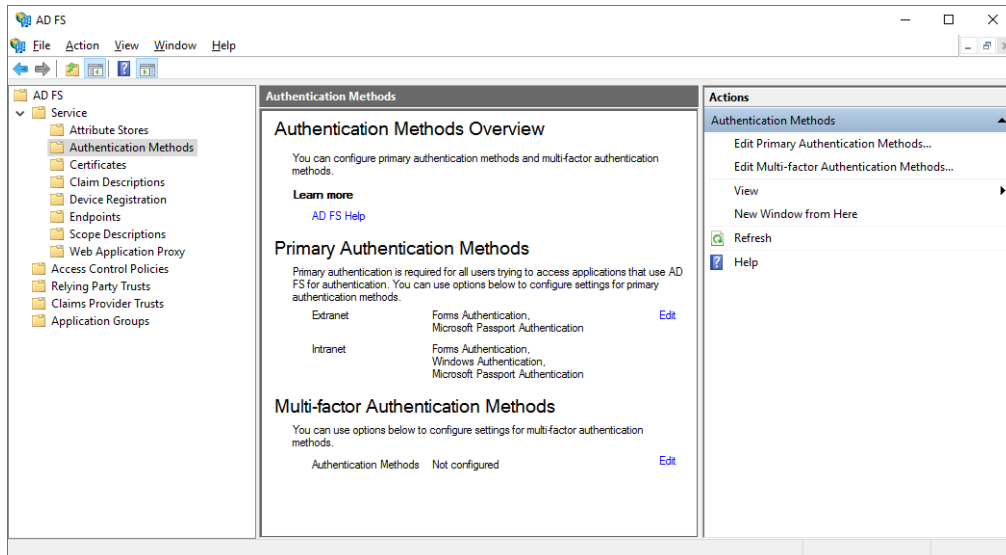 AD FS
File Action View Window Help
AD FS
Service
Attribute Stores
Authentication Methods
Certificates
Claim Descriptions
Device Registration
Endpoints
Scope Descriptions
Web Application Proxy
Access Control Policies
Relying Party Trusts
Claims Provider Trusts
Application Groups
Authentication Methods
Authentication Methods Overview
You can configure primary authentication methods and multi-factor authentication
methods.
Learn more
AD FS Help
Primary Authentication Methods
Primary authentication is required for all users trying to access applications that use AD
FS for authentication. You can use options below to configure settings for primary
authentication methods.
Extranet Forms Authentication, Edit
Microsoft Passport Authentication
Intranet Forms Authentication,
Windows Authentication,
Microsoft Passport Authentication
Multi-factor Authentication Methods
You can use options below to configure settings for multi-factor authentication
methods.
Authentication Methods Not configured Edit
Actions
Authentication Methods
Edit Primary Authentication Methods...
Edit Multi-factor Authentication Methods...
View
New Window from Here
Refresh
Help